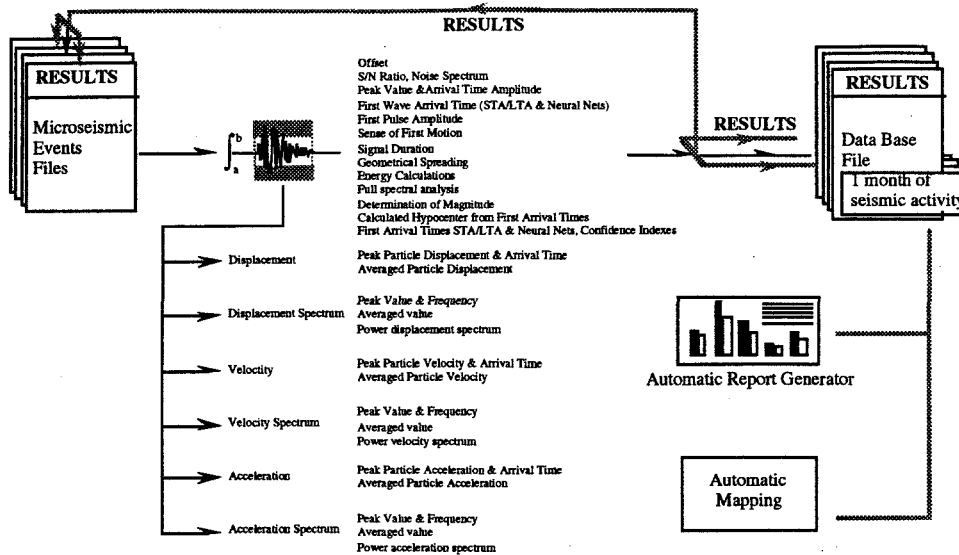 RESULTS
RESULTS
Microseismic
Events
Files
b
a
Offset
S/N Ratio, Noise Spectrum
Peak Value &Arrival Time Amplitude
First Wave Arrival Time (STA/LTA & Neural Nets)
First Pulse Amplitude
Sense of First Motion
Signal Duration
Geometrical Spreading
Energy Calculations
Full spectral analysis
Determination of Magnitude
Calculated Hypocenter from First Arrival Times
First Arrival Times STA/LTA & Neural Nets, Confidence Indexes
RESULTS
RESULTS
Data Base
File
1 month of
seismic activity
Displacement
Peak Particle Displacement & Arrival Time
Averaged Particle Displacement
Displacement Spectrum
Peak Value & Frequency
Averaged value
Power displacement spectrum
Veloctity
Peak Particle Velocity & Arrival Time
Averaged Particle Velocity
Velocity Spectrum
Peak Value & Frequency
Averaged value
Power velocity spectrum
Acceleration
Peak Particle Acceleration & Arrival Time
Averaged Particle Acceleration
Acceleration Spectrum
Peak Value & Frequency
Averaged value
Power acceleration spectrum
Automatic Report Generator
Automatic
Mapping